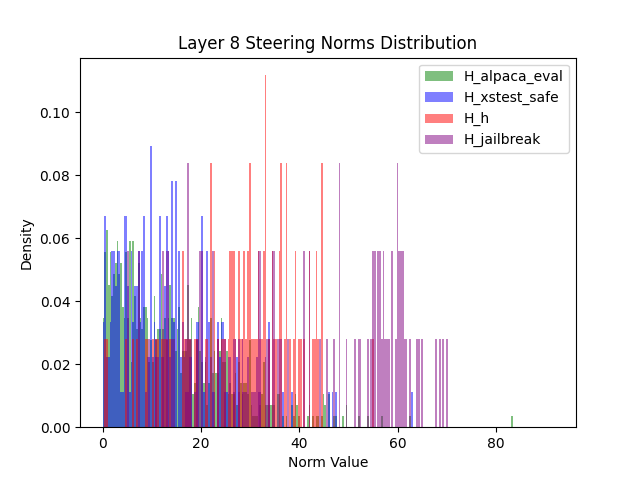 Layer 8 Steering Norms Distribution
H_alpaca_eval
H_xstest_safe
H_h
H_jailbreak
0.10
0.08
0.06
0.04
0.02
0.00
Density
0
20
40
60
80
Norm Value